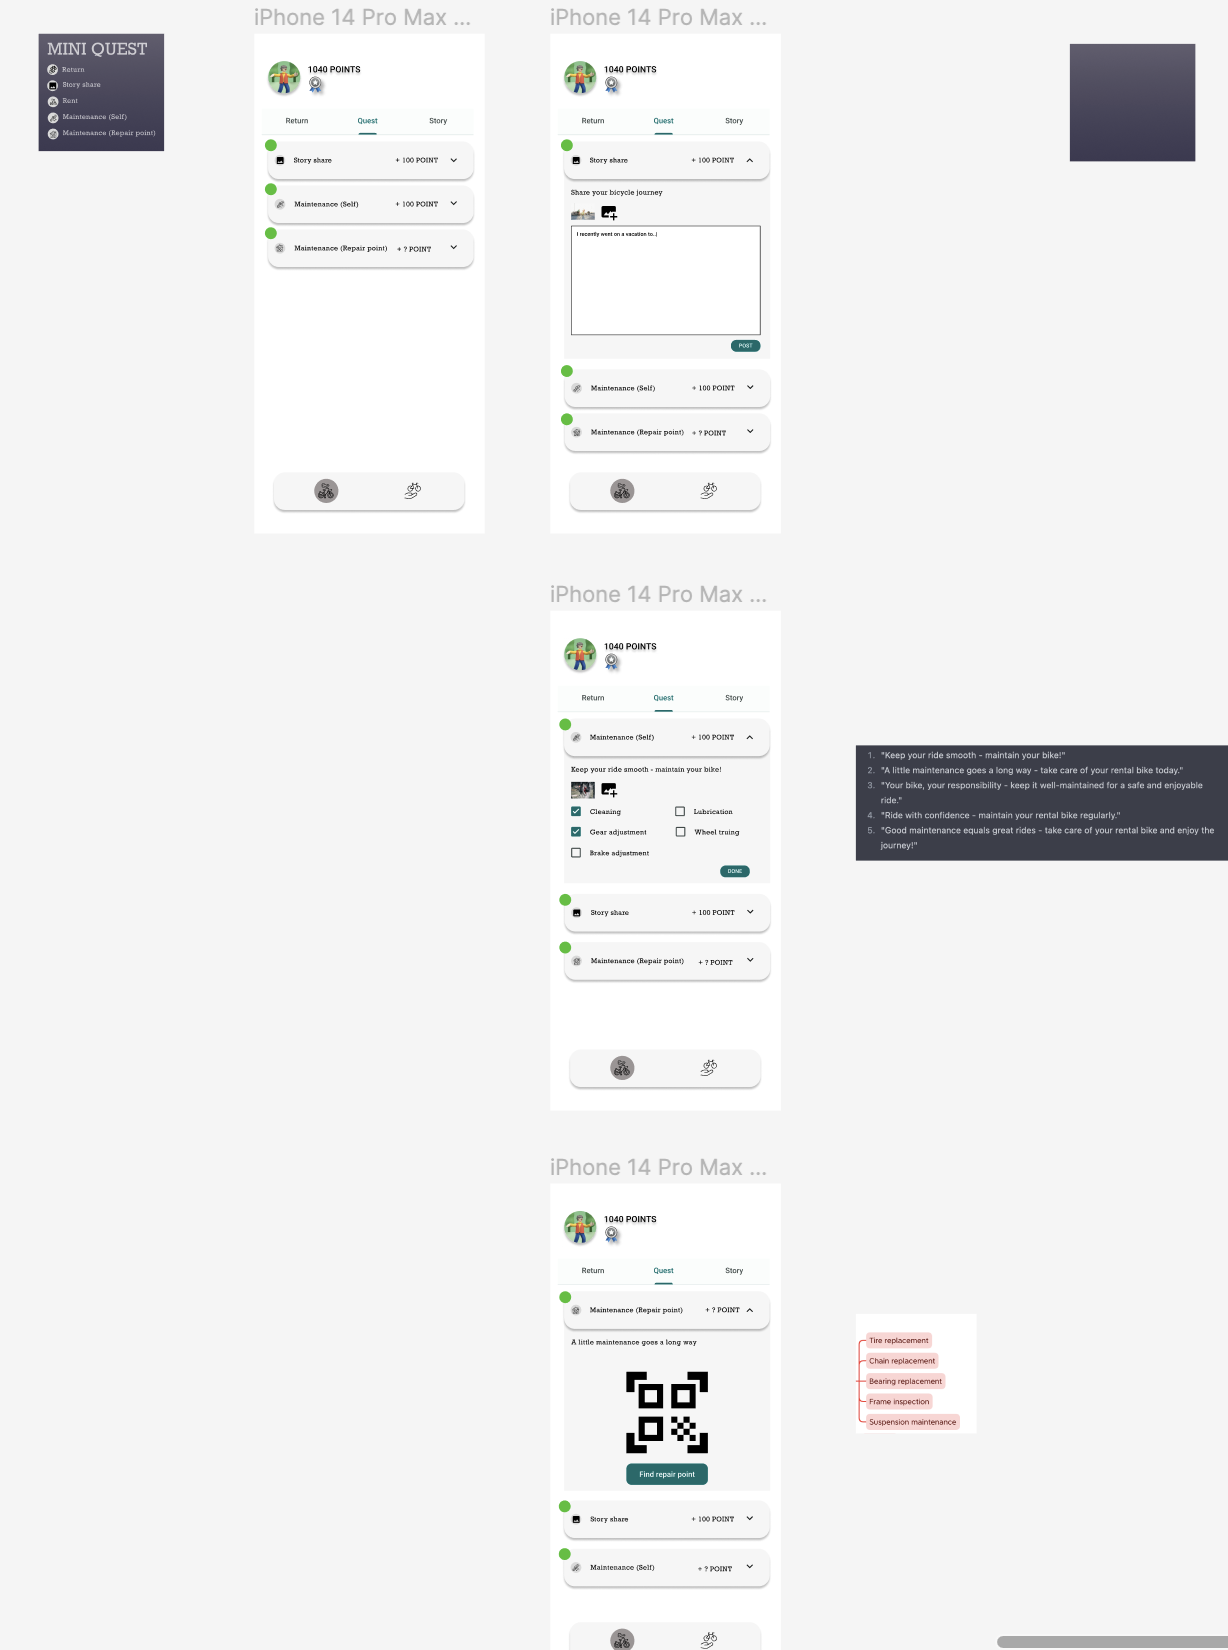 iPhone 14 Pro Max ...
iPhone 14 Pro Max ...
MINI QUEST
Return
Story share
Rent
Maintenance (Self)
Maintenance (Repair point)
1040 POINTS
Return Quest Story
Story share + 100 POINT
Maintenance (Self) + 100 POINT
Maintenance (Repair point) + ? POINT
1040 POINTS
Return Quest Story
Story share + 100 POINT
Share your bicycle journey
I recently went on a vacation to..|
POST
Maintenance (Self) + 100 POINT
Maintenance (Repair point) + ? POINT
iPhone 14 Pro Max ...
1040 POINTS
Return Quest Story
Maintenance (Self) + 100 POINT
Keep your ride smooth - maintain your bike!
Cleaning Lubrication
Gear adjustment Wheel truing
Brake adjustment
DONE
Story share + 100 POINT
Maintenance (Repair point) + ? POINT
1. "Keep your ride smooth - maintain your bike!"
2. "A little maintenance goes a long way - take care of your rental bike today."
3. "Your bike, your responsibility - keep it well-maintained for a safe and enjoyable
ride."
4. "Ride with confidence - maintain your rental bike regularly."
5. "Good maintenance equals great rides - take care of your rental bike and enjoy the
journey!"
iPhone 14 Pro Max ...
1040 POINTS
Return Quest Story
Maintenance (Repair point) + ? POINT
A little maintenance goes a long way
Find repair point
Story share + 100 POINT
Maintenance (Self) + ? POINT
Tire replacement
Chain replacement
Bearing replacement
Frame inspection
Suspension maintenance